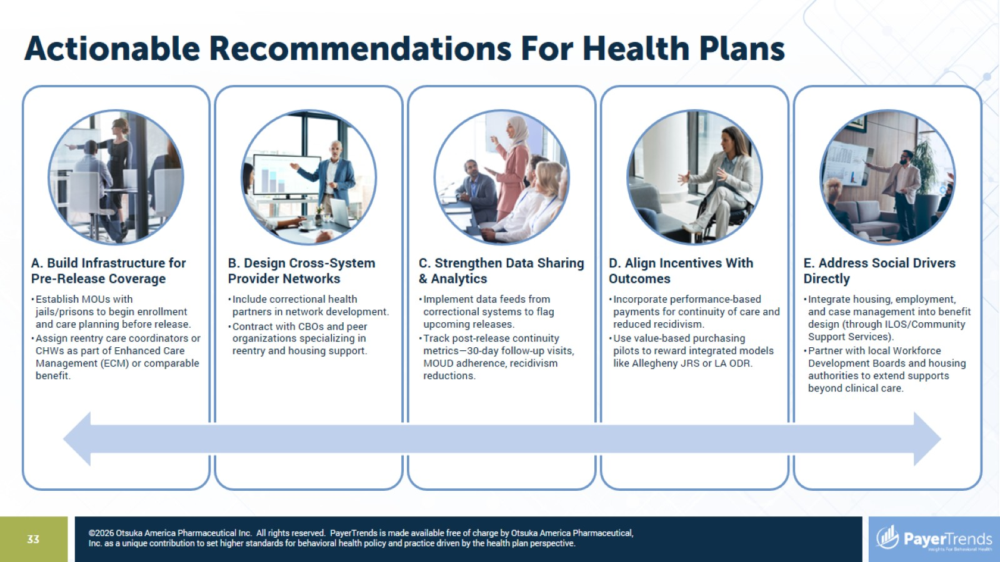 Actionable Recommendations For Health Plans
A. Build Infrastructure for
Pre-Release Coverage
•Establish MOUs with
jails/prisons to begin enrollment
and care planning before release.
•Assign reentry care coordinators or
CHWs as part of Enhanced Care
Management (ECM) or comparable
benefit.
B. Design Cross-System
Provider Networks
•Include correctional health
partners in network development.
•Contract with CBOs and peer
organizations specializing in
reentry and housing support.
C. Strengthen Data Sharing
& Analytics
•Implement data feeds from
correctional systems to flag
upcoming releases.
•Track post-release continuity
metrics—30-day follow-up visits,
MOUD adherence, recidivism
reductions.
D. Align Incentives With
Outcomes
•Incorporate performance-based
payments for continuity of care and
reduced recidivism.
•Use value-based purchasing
pilots to reward integrated models
like Allegheny JRS or LA ODR.
E. Address Social Drivers
Directly
•Integrate housing, employment,
and case management into benefit
design (through ILOS/Community
Support Services).
•Partner with local Workforce
Development Boards and housing
authorities to extend supports
beyond clinical care.
33
©2026 Otsuka America Pharmaceutical Inc. All rights reserved. PayerTrends is made available free of charge by Otsuka America Pharmaceutical,
Inc. as a unique contribution to set higher standards for behavioral health policy and practice driven by the health plan perspective.
PayerTrends
Insights For Behavioral Health